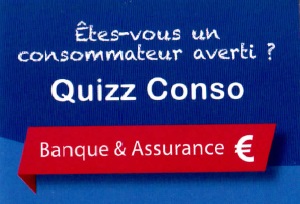 Êtes-vous un
consommateur averti ?
Quizz Conso
Banque & Assurance €